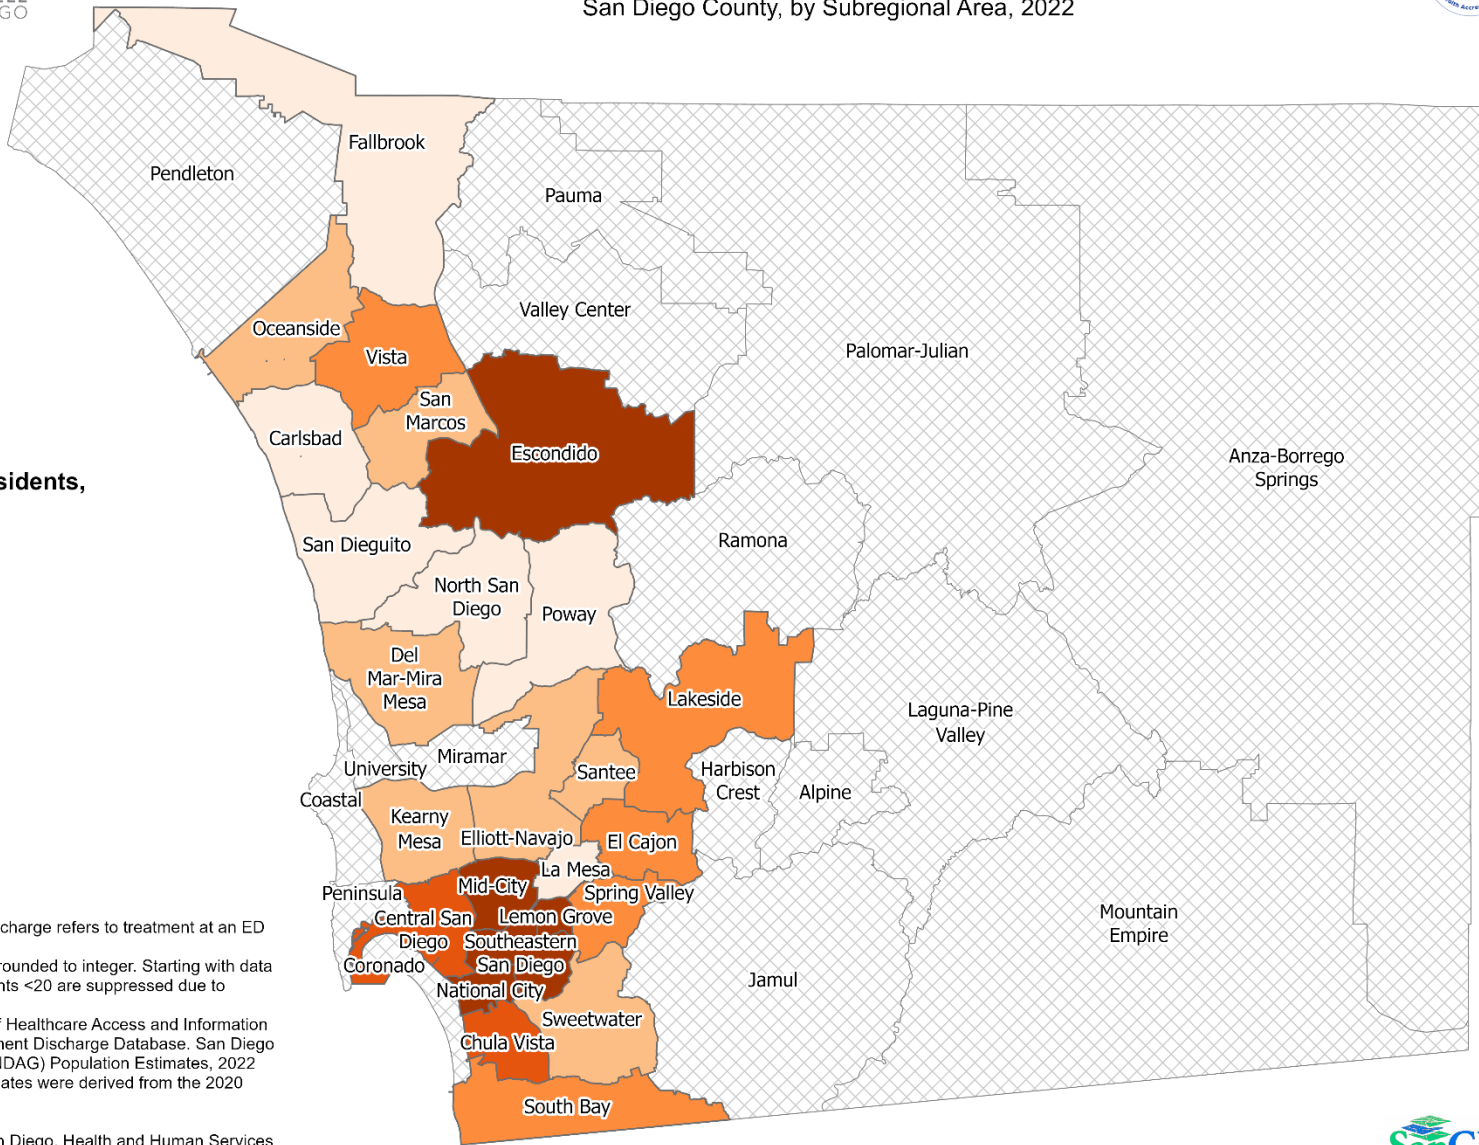 GO
San Diego County, by Subregional Area, 2022
Fallbrook
Pendleton
Pauma
Valley Center
Oceanside
Vista
Palomar-Julian
San
Marcos
Carlsbad
Escondido
Anza-Borrego
Springs
sidents,
San Dieguito
Ramona
North San
Diego
Poway
Del
Mar-Mira
Mesa
Lakeside
Laguna-Pine
Valley
Miramar
University
Santee
Harbison
Crest
Alpine
Coastal
Kearny
Mesa
Elliott-Navajo
El Cajon
La Mesa
Mid-City
Peninsula
Spring Valley
Central San
Diego
Lemon Grove
Mountain
Empire
Southeastern
San Diego
Coronado
National City
Jamul
Sweetwater
Chula Vista
South Bay
charge refers to treatment at an ED
rounded to integer. Starting with data
nts <20 are suppressed due to
f Healthcare Access and Information
ment Discharge Database. San Diego
NDAG) Population Estimates, 2022
ates were derived from the 2020
n Diego, Health and Human Services